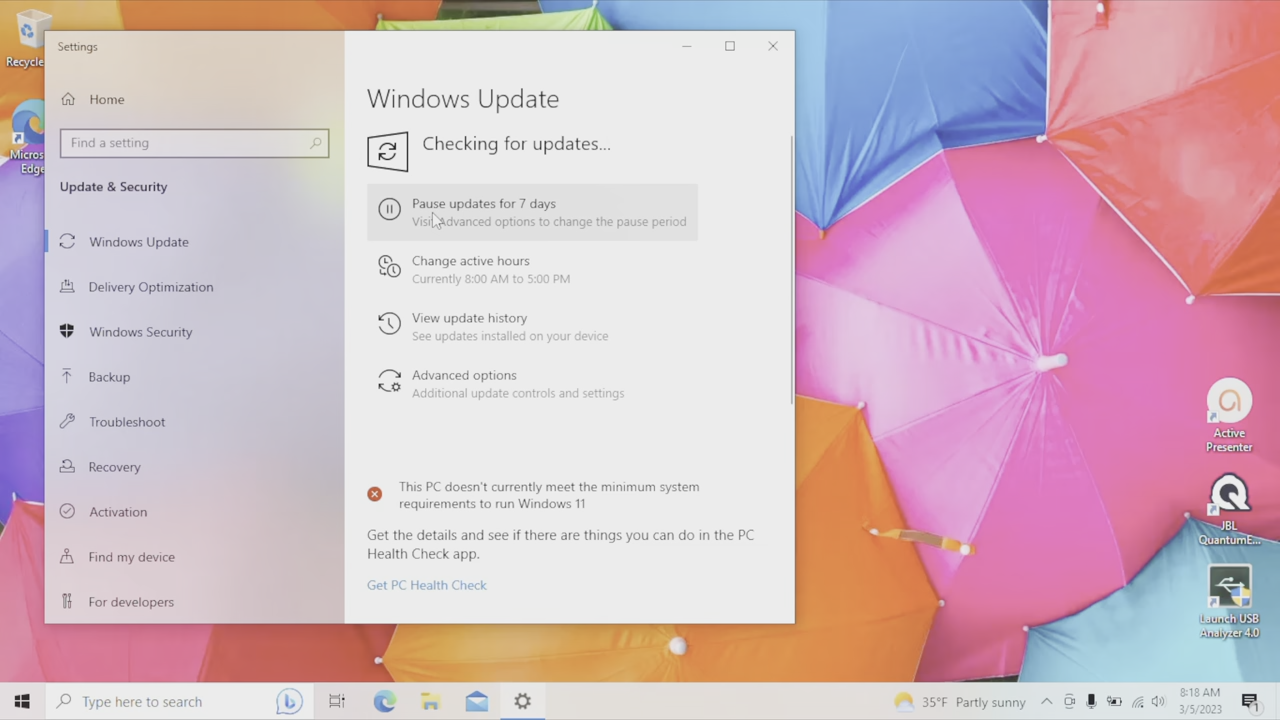 Recycle
Micros
Edge
Settings
Home
Find a setting
Update & Security
Windows Update
Delivery Optimization
Windows Security
Backup
Troubleshoot
Recovery
Activation
Find my device
For developers
Windows Update
Checking for updates...
Pause updates for 7 days
Visit Advanced options to change the pause period
Change active hours
Currently 8:00 AM to 5:00 PM
View update history
See updates installed on your device
Advanced options
Additional update controls and settings
This PC doesn't currently meet the minimum system
requirements to run Windows 11
Get the details and see if there are things you can do in the PC
Health Check app.
Get PC Health Check
Active
Presenter
JBL
QuantumE...
Launch USB
Analyzer 4.0
Type here to search
35°F Partly sunny
8:18 AM
3/5/2023
1